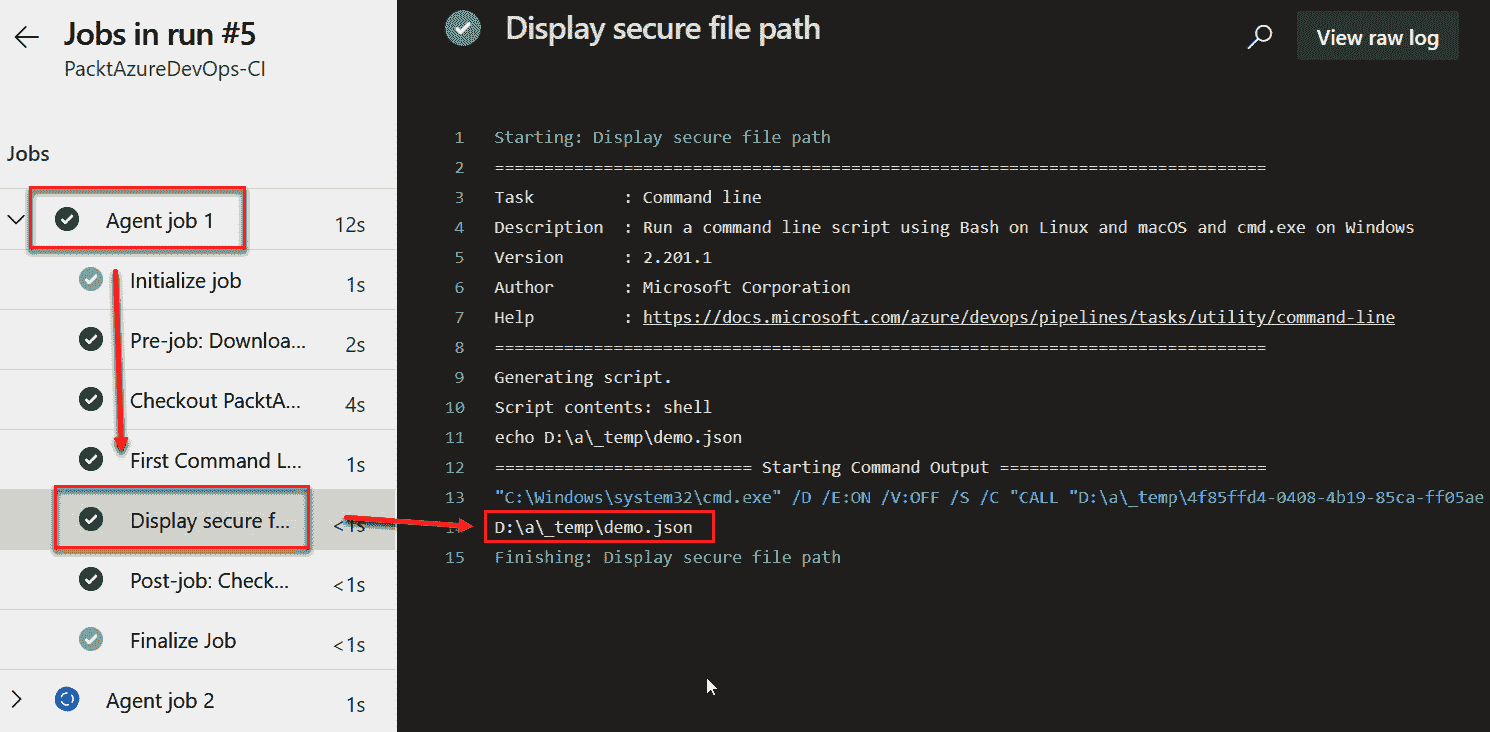 Jobs in run #5
PacktAzureDevOps-CI
Jobs
Agent job 1 12s
Initialize job 1s
Pre-job: Downloa... 2s
Checkout PacktA... 4s
First Command L... 1s
Display secure f... <1s
Post-job: Check... <1s
Finalize Job <1s
Agent job 2 1s
Display secure file path
View raw log
1 Starting: Display secure file path
2 ==============================================================================
3 Task : Command line
4 Description : Run a command line script using Bash on Linux and macOS and cmd.exe on Windows
5 Version : 2.201.1
6 Author : Microsoft Corporation
7 Help : https://docs.microsoft.com/azure/devops/pipelines/tasks/utility/command-line
8 ==============================================================================
9 Generating script.
10 Script contents: shell
11 echo D:\a\_temp\demo.json
12 ========================== Starting Command Output ===========================
13 "C:\Windows\system32\cmd.exe" /D /E:ON /V:OFF /S /C "CALL "D:\a\_temp\4f85ffd4-0408-4b19-85ca-ff05ae
14 D:\a\_temp\demo.json
15 Finishing: Display secure file path